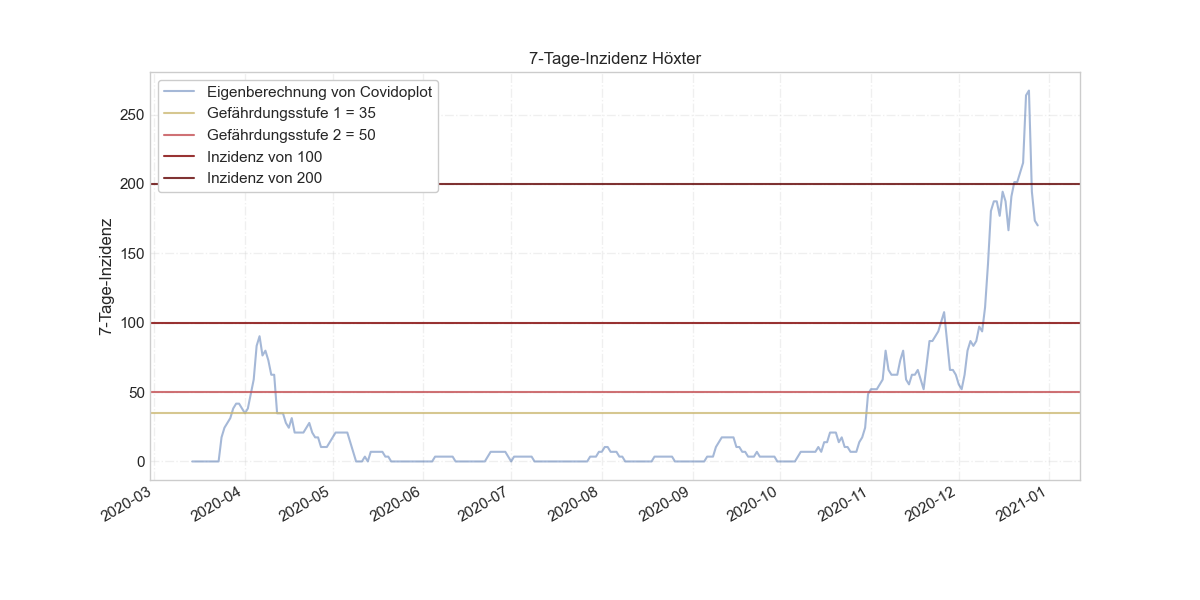 7-Tage-Inzidenz Höxter
Eigenberechnung von Covidoplot
Gefährdungsstufe 1 = 35
Gefährdungsstufe 2 = 50
Inzidenz von 100
Inzidenz von 200
7-Tage-Inzidenz
250
200
150
100
50
0
2020-03
2020-04
2020-05
2020-06
2020-07
2020-08
2020-09
2020-10
2020-11
2020-12
2021-01